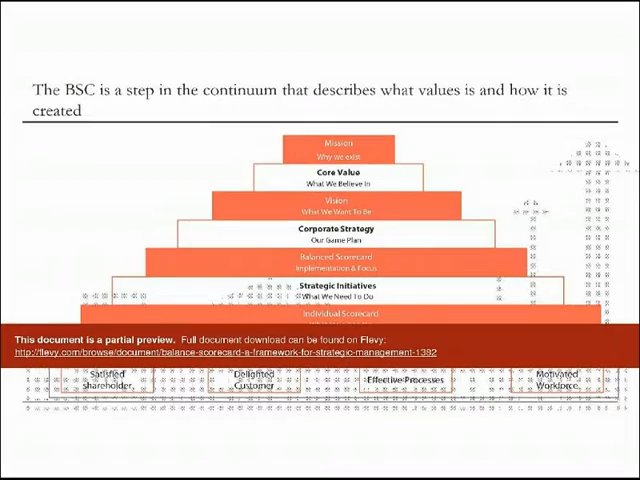 The BSC is a step in the continuum that describes what values is and how it is
created
Mission
Why we exist
Core Value
What We Believe In
Vision
What We Want To Be
Corporate Strategy
Our Game Plan
Balanced Scorecard
Implementation & Focus
Strategic Initiatives
What We Need To Do
Individual Scorecard
This document is a partial preview. Full document download can be found on Flevy:
http://flevy.com/browse/document/balance-scorecard-a-framework-for-strategic-management-1382
Satisfied
shareholder,
Delighted
Customer
Effective Processes
Motivated
Workforce